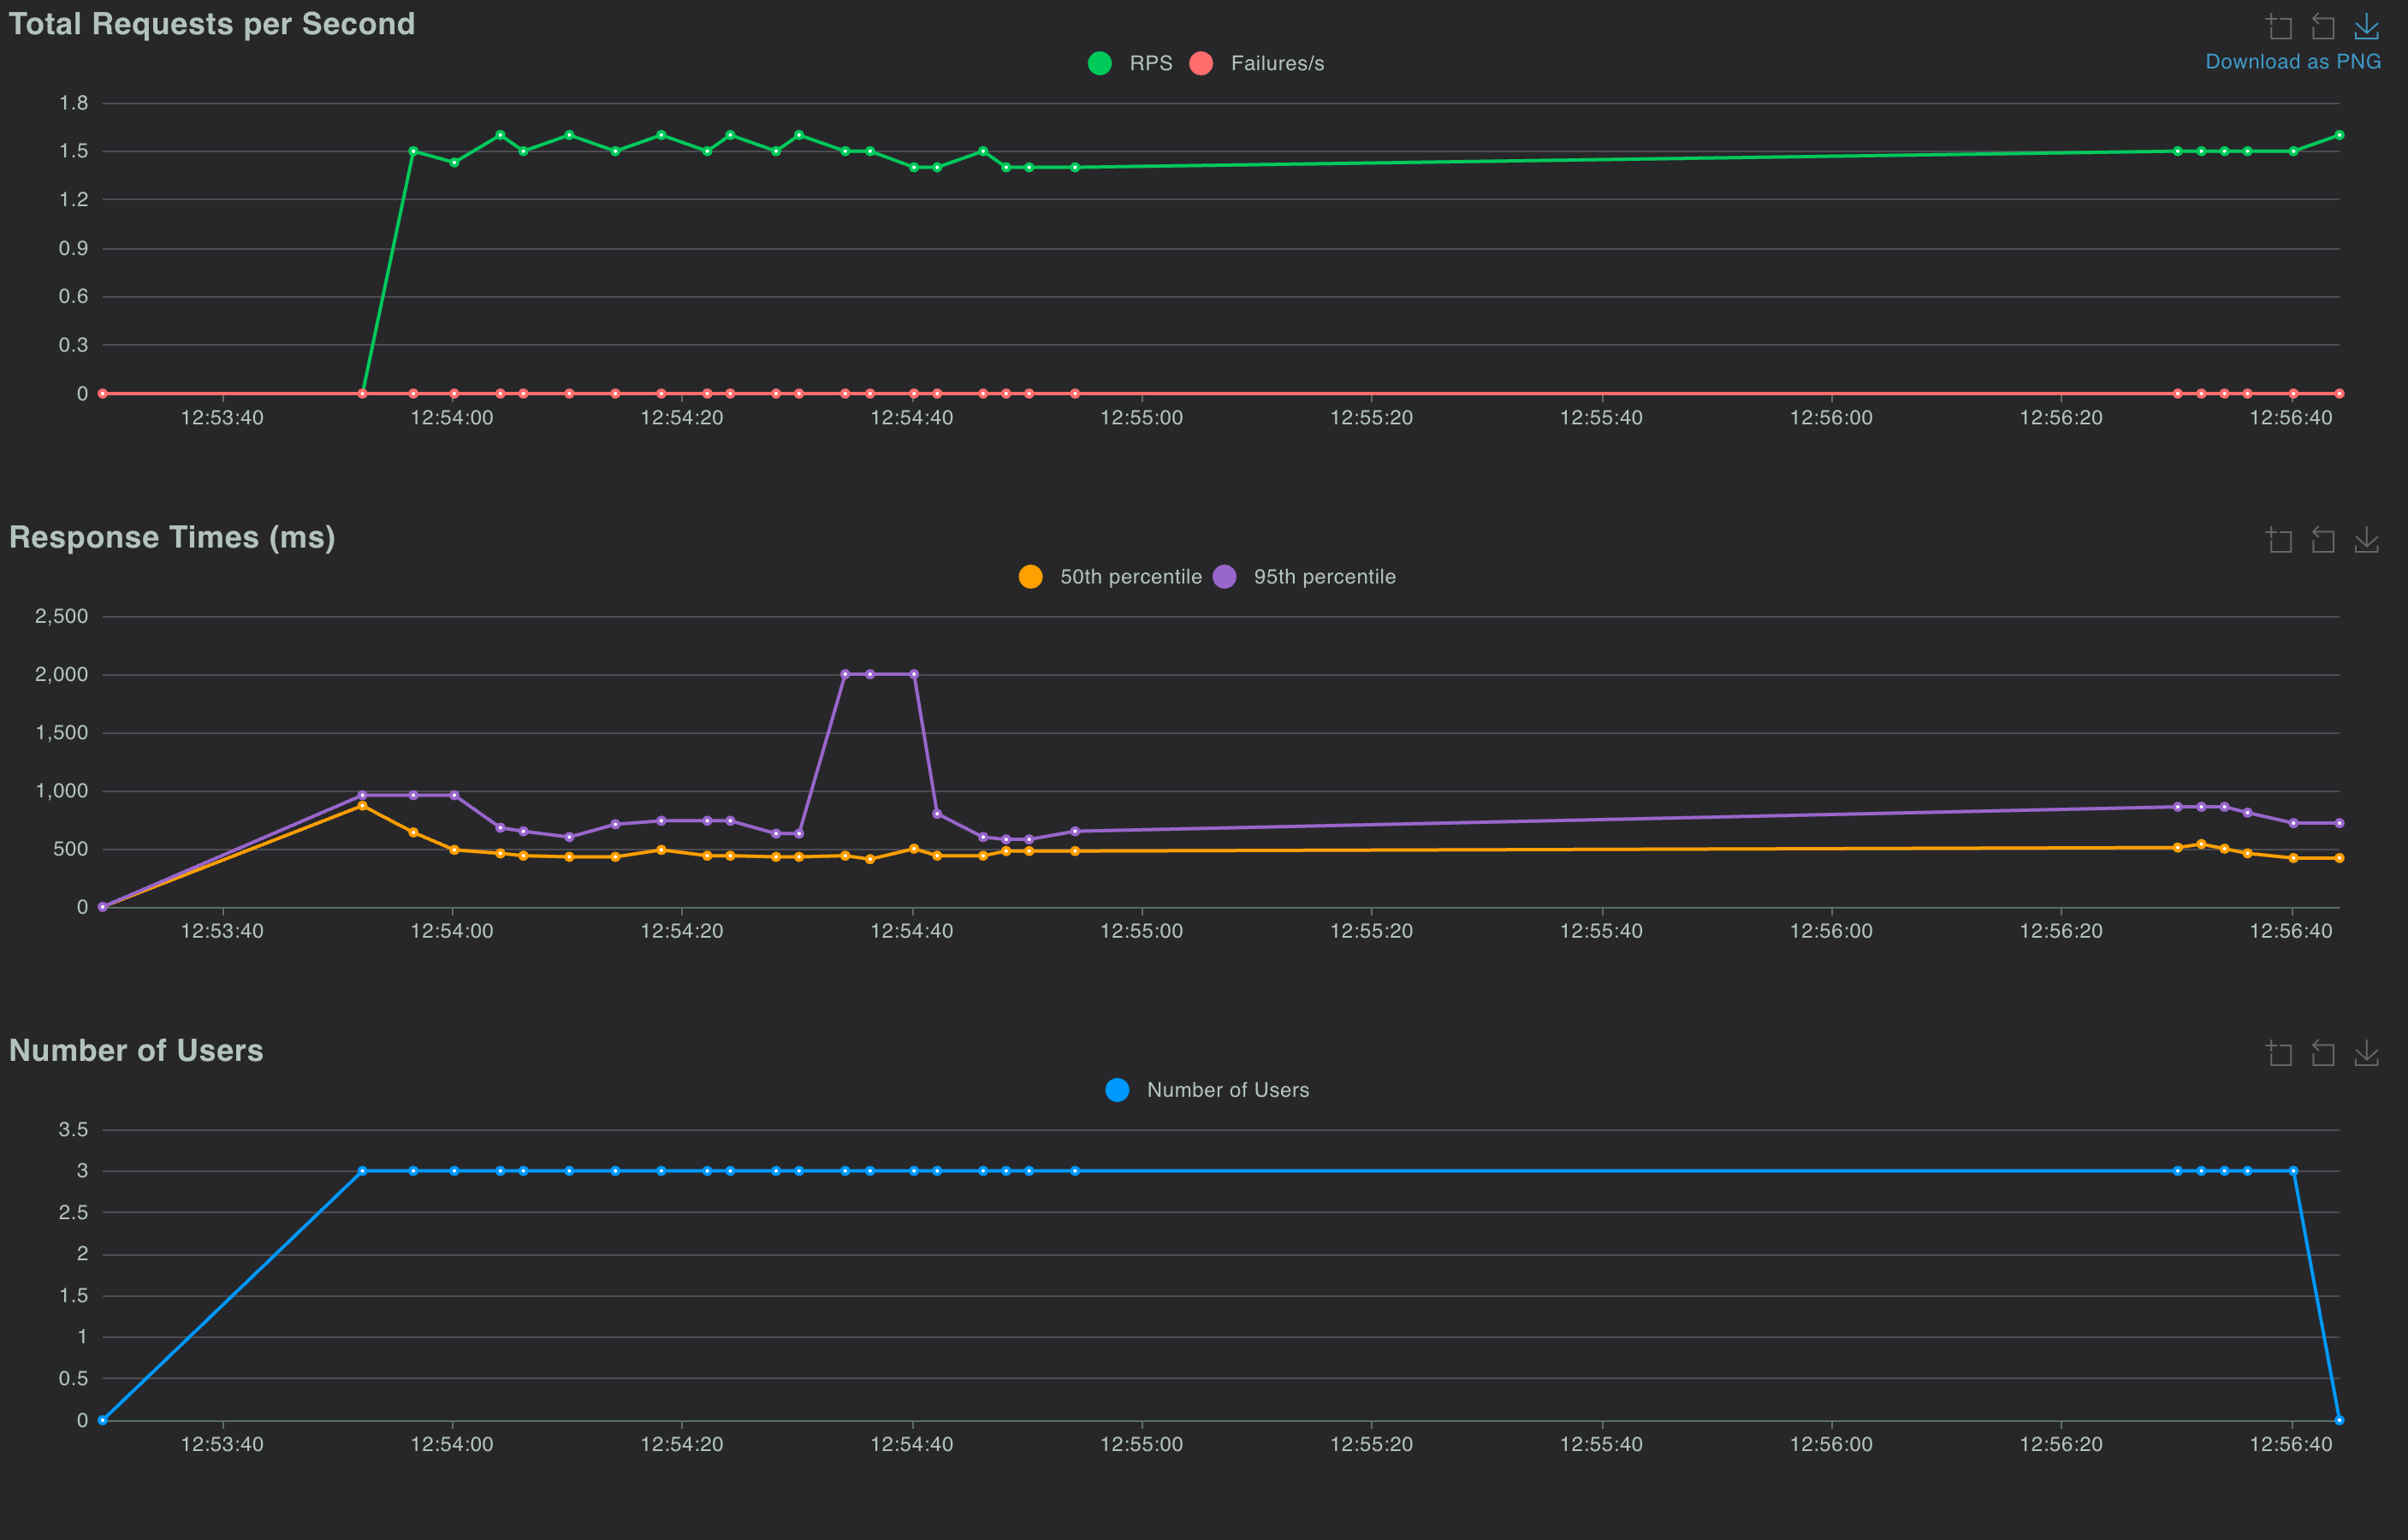 Total Requests per Second
RPS Failures/s
Download as PNG
1.8
1.5
1.2
0.9
0.6
0.3
0
12:53:40 12:54:00 12:54:20 12:54:40 12:55:00 12:55:20 12:55:40 12:56:00 12:56:20 12:56:40
Response Times (ms)
50th percentile 95th percentile
2,500
2,000
1,500
1,000
500
0
12:53:40 12:54:00 12:54:20 12:54:40 12:55:00 12:55:20 12:55:40 12:56:00 12:56:20 12:56:40
Number of Users
Number of Users
3.5
3
2.5
2
1.5
1
0.5
0
12:53:40 12:54:00 12:54:20 12:54:40 12:55:00 12:55:20 12:55:40 12:56:00 12:56:20 12:56:40